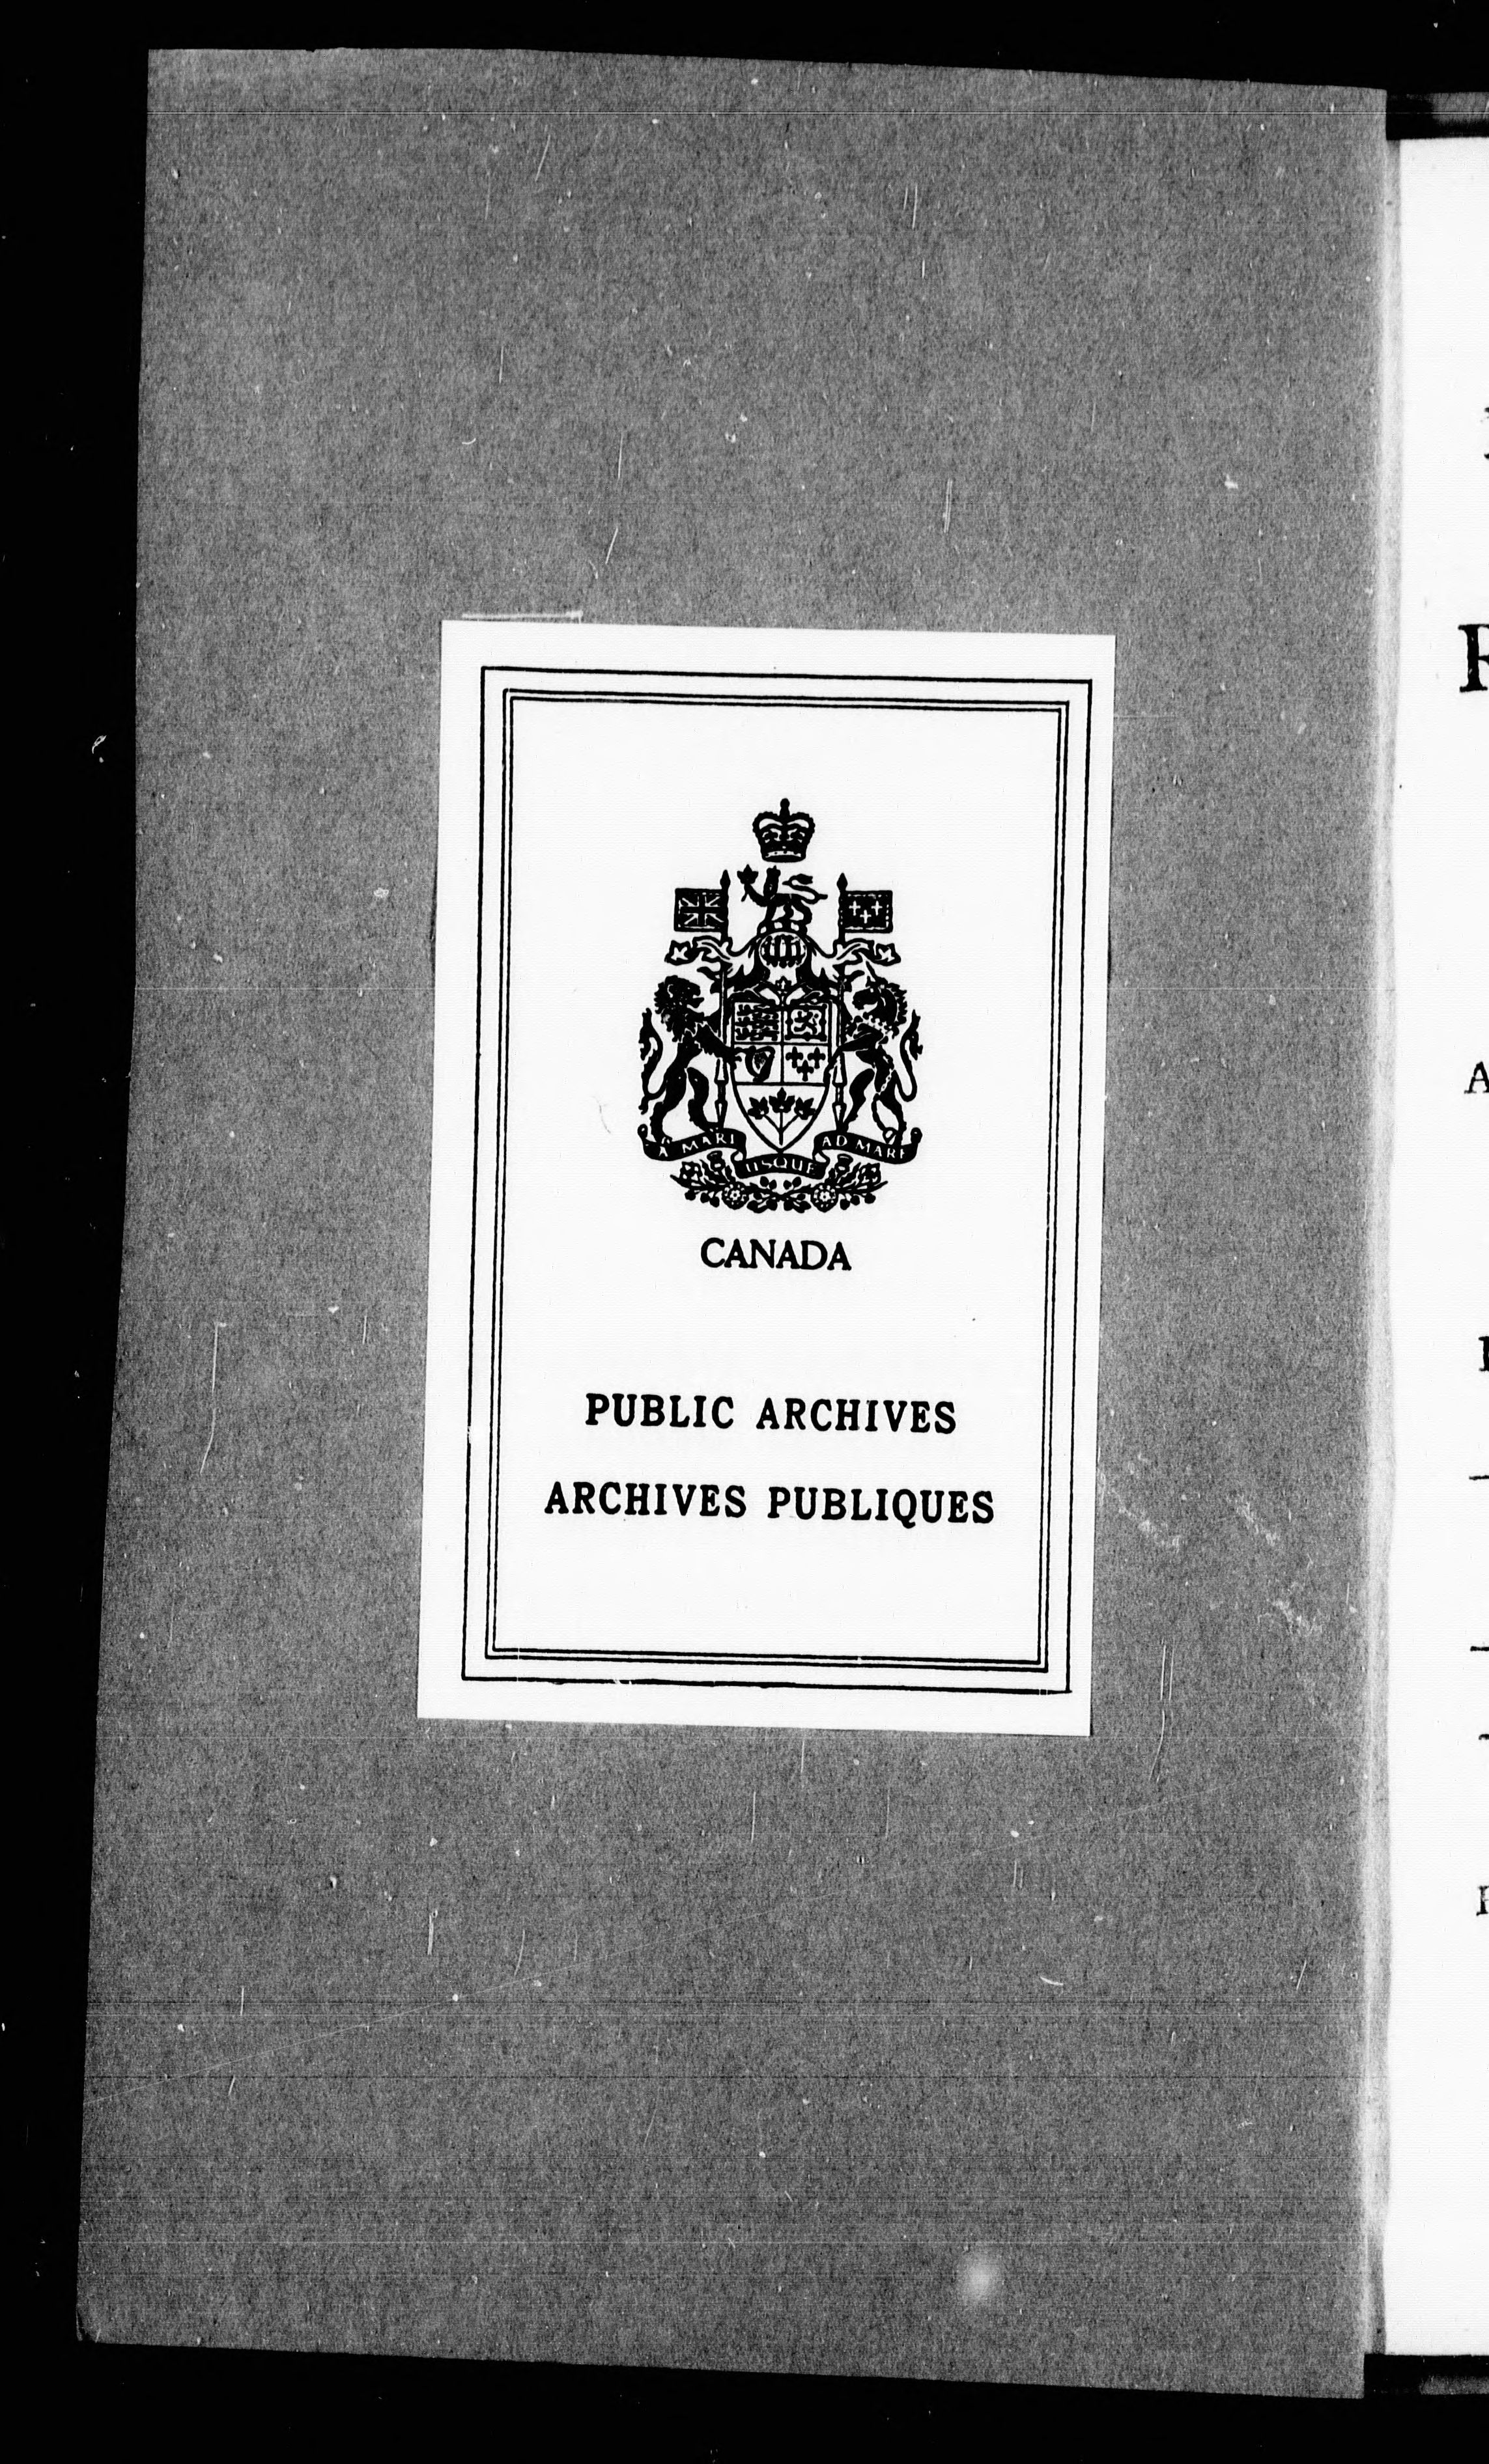 A MARI USQUE AD MARE
CANADA
PUBLIC ARCHIVES
ARCHIVES PUBLIQUES
A